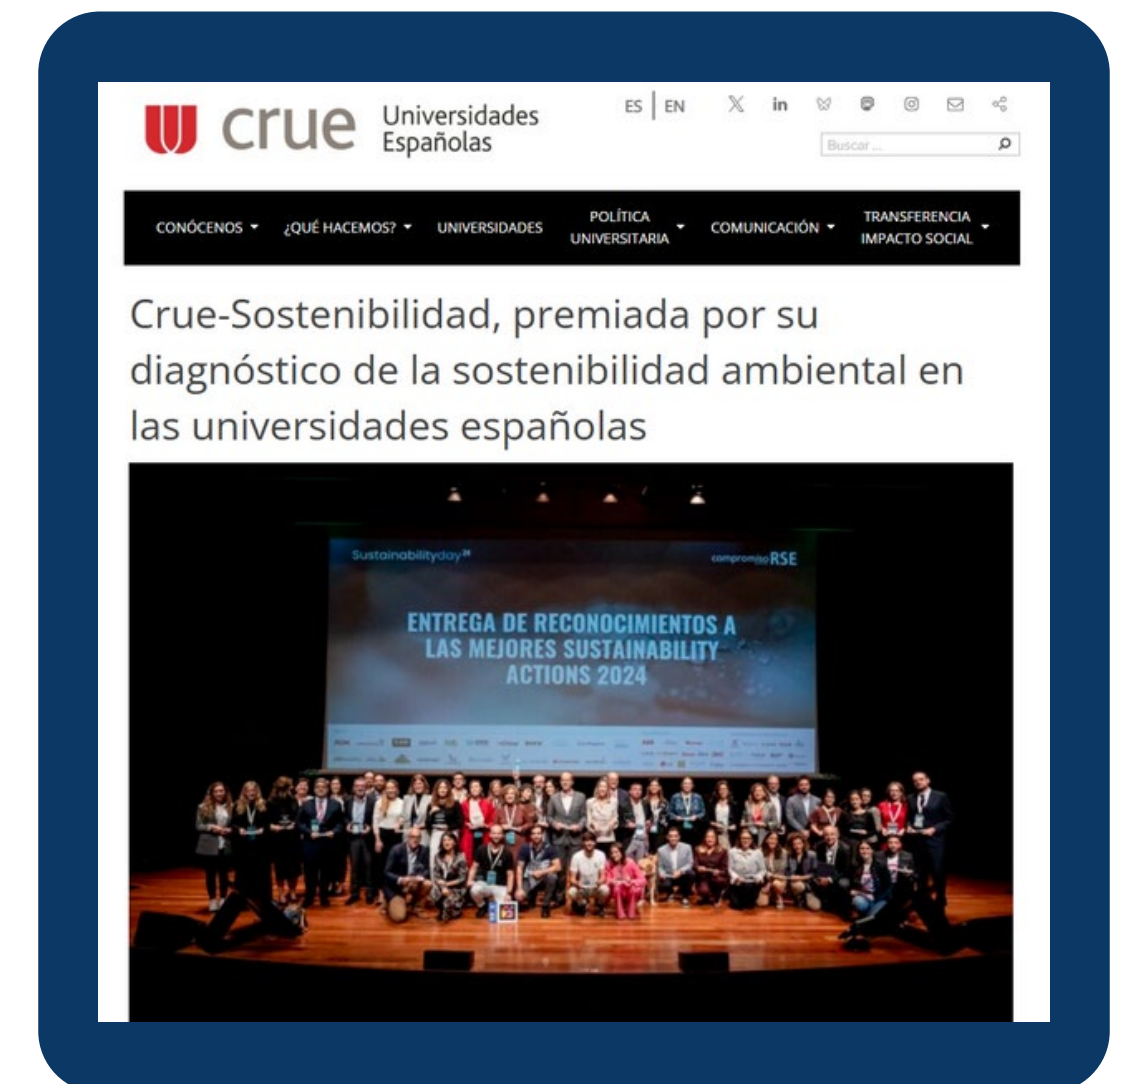 crue Universidades
Españolas
ES | EN
Buscar ...
CONÓCENOS
¿QUÉ HACEMOS?
UNIVERSIDADES
POLÍTICA
UNIVERSITARIA
COMUNICACIÓN
TRANSFERENCIA
IMPACTO SOCIAL
Crue-Sostenibilidad, premiada por su
diagnóstico de la sostenibilidad ambiental en
las universidades españolas
Sustainabilityday24
compromisoRSE
ENTREGA DE RECONOCIMIENTOS A
LAS MEJORES SUSTAINABILITY
ACTIONS 2024